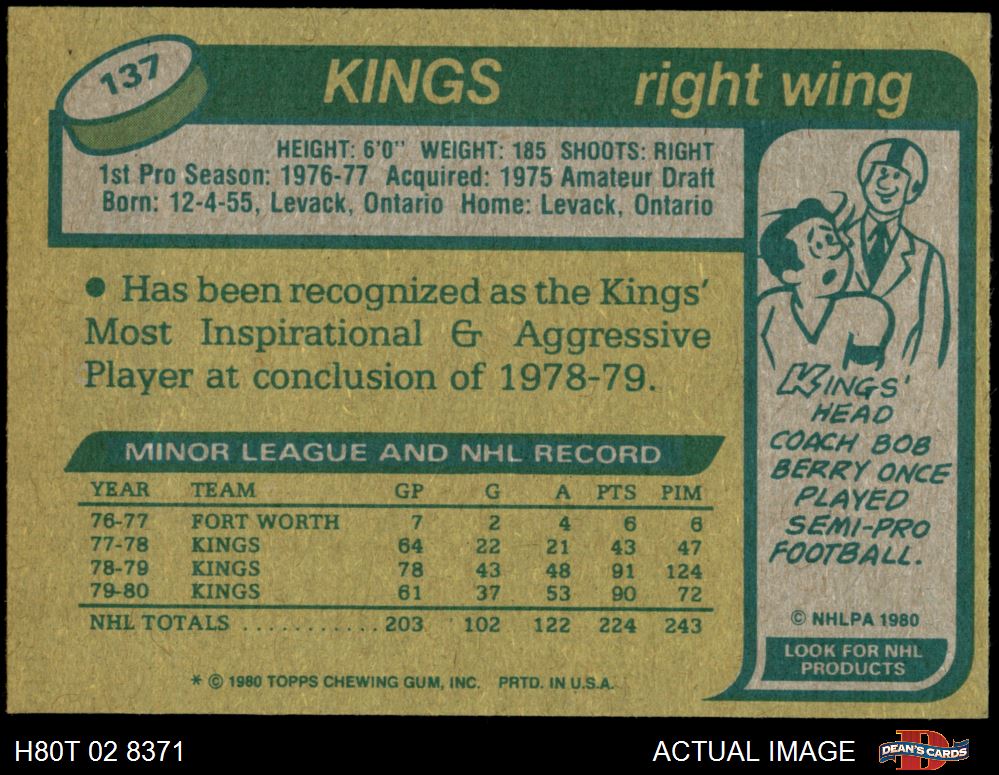 137
KINGS right wing
HEIGHT: 6'0" WEIGHT: 185 SHOOTS: RIGHT
1st Pro Season: 1976-77 Acquired: 1975 Amateur Draft
Born: 12-4-55, Levack, Ontario Home: Levack, Ontario
● Has been recognized as the Kings'
Most Inspirational & Aggressive
Player at conclusion of 1978-79.
MINOR LEAGUE AND NHL RECORD
YEAR TEAM GP G A PTS PIM
76-77 FORT WORTH 7 2 4 6 6
77-78 KINGS 64 22 21 43 47
78-79 KINGS 78 43 48 91 124
79-80 KINGS 61 37 53 90 72
NHL TOTALS ............ 203 102 122 224 243
* © 1980 TOPPS CHEWING GUM, INC. PRTD. IN U.S.A.
KINGS'
HEAD
COACH BOB
BERRY ONCE
PLAYED
SEMI-PRO
FOOTBALL.
© NHLPA 1980
LOOK FOR NHL
PRODUCTS
H80T 02 8371
ACTUAL IMAGE
D
DEAN'S CARDS